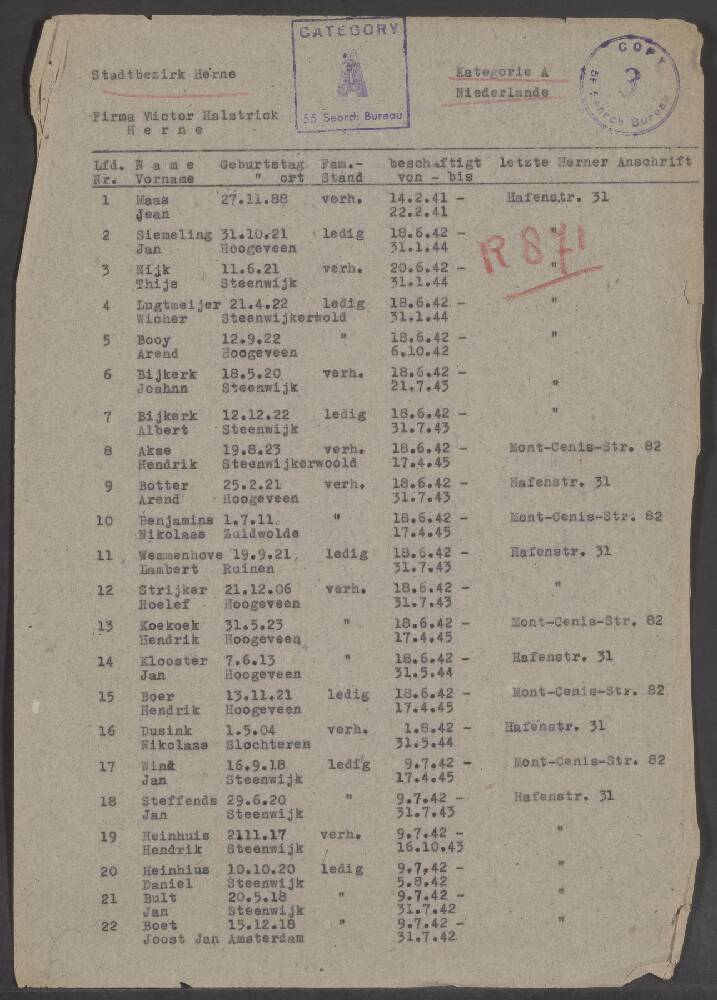 CATEGORY
A
55 Search Bureau
COPY
3
Search Bureau
Stadtbezirk Herne
Kategorie A
Niederlande
Firma Victor Halstrick
Herne
Lfd. Name Geburtstag Fam.- beschäftigt letzte Herner Anschrift
Nr. Vorname " ort Stand von - bis
1 Maas 27.11.88 verh. 14.2.41 - Hafenstr. 31
Jean 22.2.41
2 Siemeling 31.10.21 ledig 18.6.42 - "
Jan Hoogeveen 31.1.44
R 871
3 Nijk 11.6.21 verh. 20.6.42 - "
Thijs Steenwijk 31.1.44
4 Lugtmeijer 21.4.22 ledig 18.6.42 - "
Wicher Steenwijkerwold 31.1.44
5 Booy 12.9.22 " 18.6.42 - "
Arend Hoogeveen 6.10.42
6 Bijkerk 18.5.20 verh. 18.6.42 -
Joahnn Steenwijk 21.7.43 "
7 Bijkerk 12.12.22 ledig 18.6.42 - "
Albert Steenwijk 31.7.43
8 Akse 19.8.23 verh. 18.6.42 - Mont-Cenis-Str. 82
Hendrik Steenwijkerwoold 17.4.45
9 Botter 25.2.21 verh. 18.6.42 - Hafenstr. 31
Arend Hoogeveen 31.7.43
10 Benjamins 1.7.11. " 18.6.42 - Mont-Cenis-Str. 82
Nikolaas Zuidwolde 17.4.45
11 Wemmenhove 19.9.21 ledig 18.6.42 - Hafenstr. 31
Lambert Ruinen 31.7.43
12 Strijker 21.12.06 verh. 18.6.42 - "
Roelef Hoogeveen 31.7.43
13 Koekoek 31.5.23 " 18.6.42 - Mont-Cenis-Str. 82
Hendrik Hoogeveen 17.4.45
14 Klooster 7.6.13 " 18.6.42 - Hafenstr. 31
Jan Hoogeveen 31.5.44
15 Boer 13.11.21 ledig 18.6.42 - Mont-Cenis-Str. 82
Hendrik Hoogeveen 17.4.45
16 Dusink 1.5.04 verh. 1.8.42 - Hafenstr. 31
Nikolaas Slochteren 31.5.44
17 Wind 16.9.18 ledig 9.7.42 - Mont-Cenis-Str. 82
Jan Steenwijk 17.4.45
18 Steffends 29.6.20 " 9.7.42 - Hafenstr. 31
Jan Steenwijk 31.7.43
19 Heinhuis 2111.17 verh. 9.7.42 - "
Hendrik Steenwijk 16.10.43
20 Heinhius 10.10.20 ledig 9.7.42 - "
Daniel Steenwijk 5.8.42
21 Bult 20.5.18 " 9.7.42 - "
Jan Steenwijk 31.7.42
22 Boet 15.12.18 " 9.7.42 - "
Joost Jan Amsterdam 31.7.42